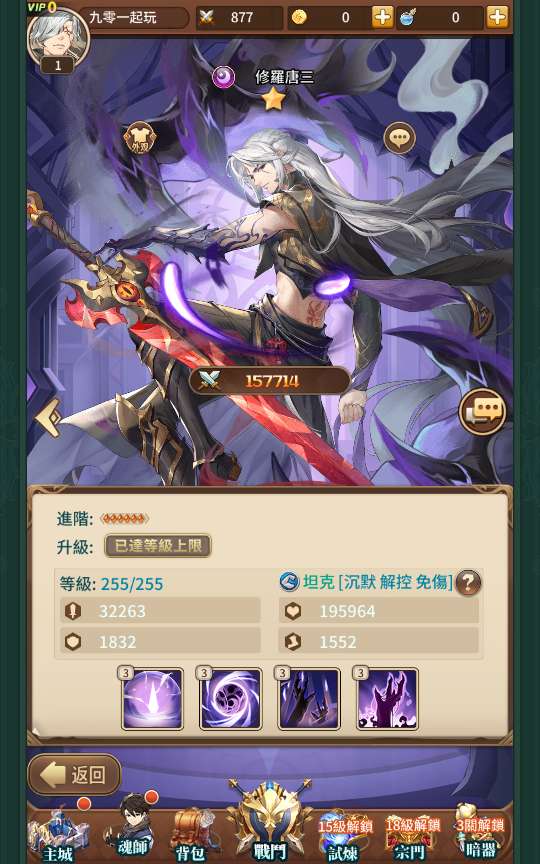 VIP 0
九零一起玩
877
0
0
1
修羅唐三
外观
157714
進階:
升級: 已達等級上限
等級: 255/255
坦克 [沉默 解控 免傷] ?
32263
195964
1832
1552
3 3 3 3
返回
15級解鎖 18級解鎖 3關解鎖
主城 魂師 背包 戰鬥 試煉 宗門 暗器